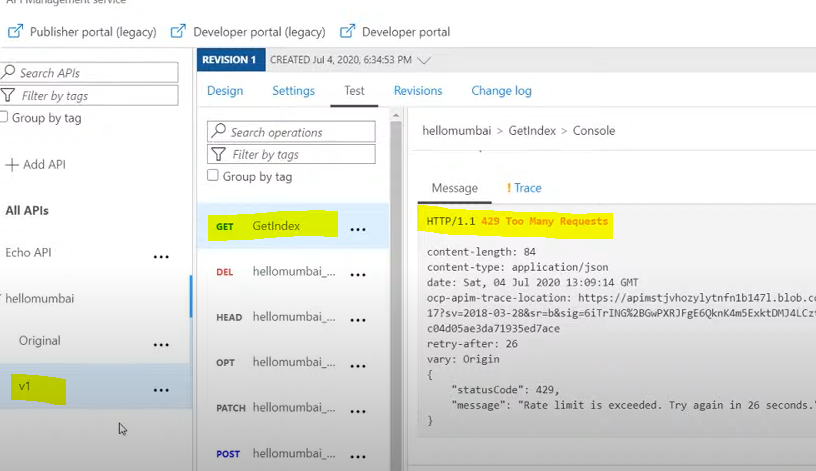 API Management service
Publisher portal (legacy) Developer portal (legacy) Developer portal
Search APIs
Filter by tags
Group by tag
+ Add API
All APIs
Echo API ...
hellomumbai
Original ...
v1 ...
REVISION 1 CREATED Jul 4, 2020, 6:34:53 PM
Design Settings Test Revisions Change log
Search operations
Filter by tags
Group by tag
GET GetIndex ...
DEL hellomumbai_... ...
HEAD hellomumbai_... ...
OPT hellomumbai_... ...
PATCH hellomumbai_... ...
POST hellomumbai_... ...
hellomumbai > GetIndex > Console
Message ! Trace
HTTP/1.1 429 Too Many Requests
content-length: 84
content-type: application/json
date: Sat, 04 Jul 2020 13:09:14 GMT
ocp-apim-trace-location: https://apimstjvhozylytnfn1b147l.blob.co
17?sv=2018-03-28&sr=b&sig=6iTrING%2BGwPXRJFgE6QnkK4m5ExktDMJ4LCzt
c04d05ae3da71935ed7ace
retry-after: 26
vary: Origin
{
"statusCode": 429,
"message": "Rate limit is exceeded. Try again in 26 seconds."
}